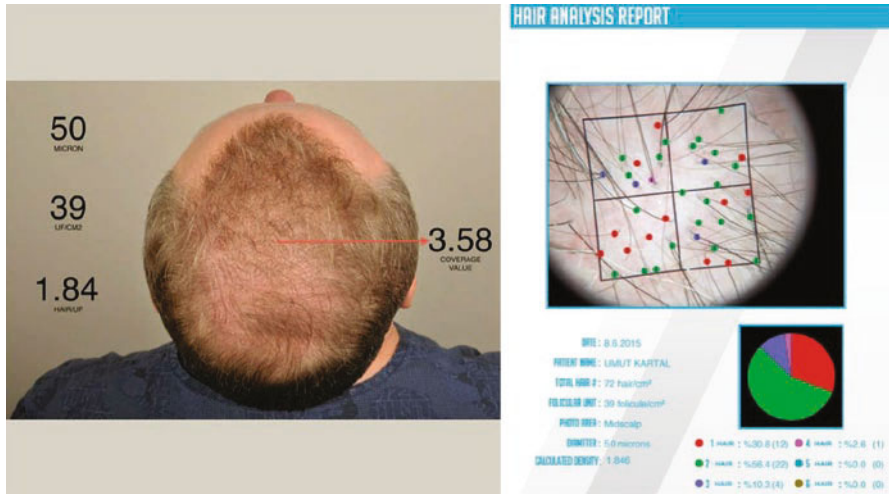 50
MICRON
39
UF/CM2
1.84
HAIR/UF
3.58
COVERAGE
VALUE
HAIR ANALYSIS REPORT
DATE : 8.5.2015
PATIENT NAME : UMUT KARTAL
TOTAL HAIR # : 72 hair/cm²
FOLICULAR UNIT : 39 folicule/cm²
PHOTO AREA : Midscalp
DIAMTTER : 50 microns
CALCULATED DENSITY : 1.846
1 HAIR : %30.8 (12)
4 HAIR : %2.6 (1)
2 HAIR : %56.4 (22)
5 HAIR : %0.0 (0)
3 HAIR : %10.3 (4)
6 HAIR : %0.0 (0)